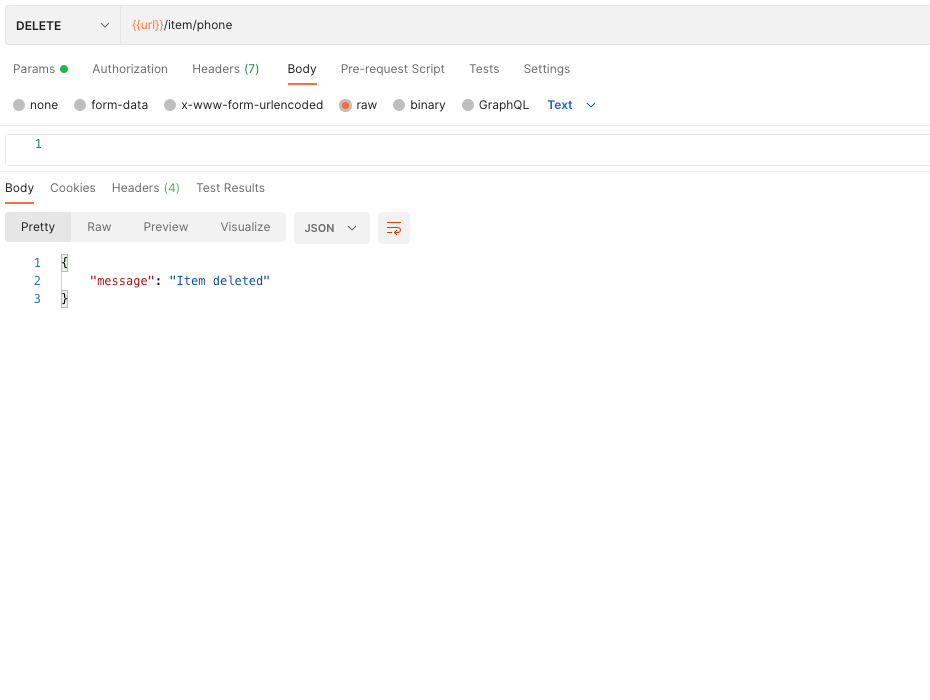 DELETE {{url}}/item/phone
Params Authorization Headers (7) Body Pre-request Script Tests Settings
none form-data x-www-form-urlencoded raw binary GraphQL Text
1
Body Cookies Headers (4) Test Results
Pretty Raw Preview Visualize JSON
1 {
2 "message": "Item deleted"
3 }